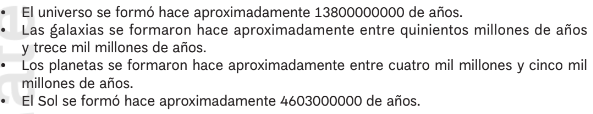 • El universo se formó hace aproximadamente 13800000000 de años.
• Las galaxias se formaron hace aproximadamente entre quinientos millones de años
y trece mil millones de años.
• Los planetas se formaron hace aproximadamente entre cuatro mil millones y cinco mil
millones de años.
• El Sol se formó hace aproximadamente 4603000000 de años.